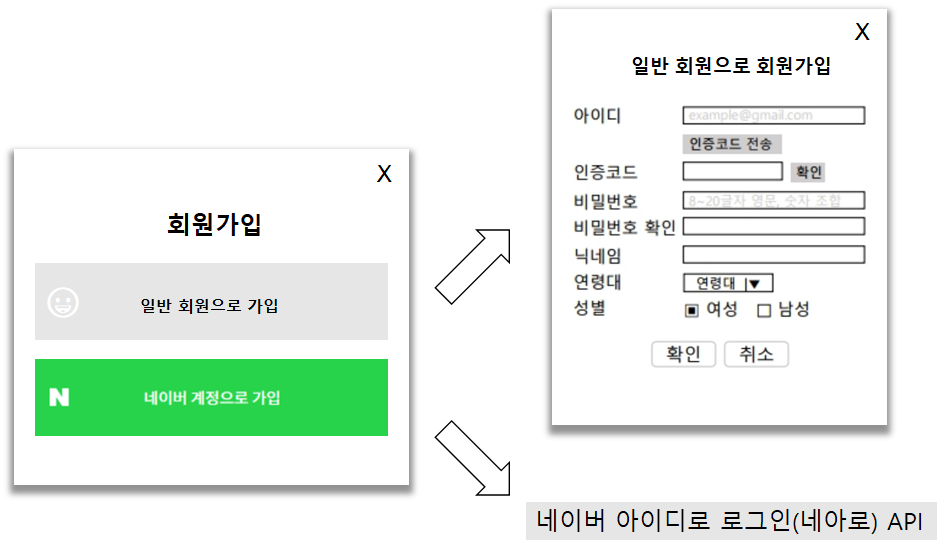 X
회원가입
일반 회원으로 가입
N
네이버 계정으로 가입
X
일반 회원으로 회원가입
아이디 example@gmail.com
인증코드 전송
인증코드 확인
비밀번호 8~20글자 영문, 숫자 조합
비밀번호 확인
닉네임
연령대 연령대
성별 여성 남성
확인 취소
네이버 아이디로 로그인(네아로) API